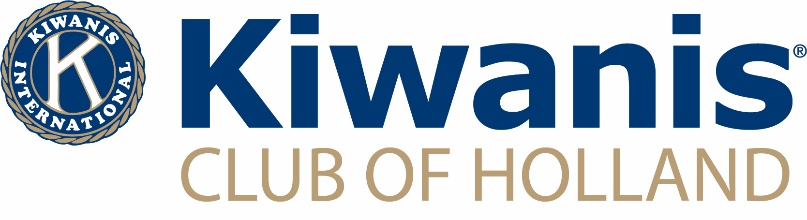 KIWANIS
K
INTERNATIONAL
Kiwanis®
CLUB OF HOLLAND